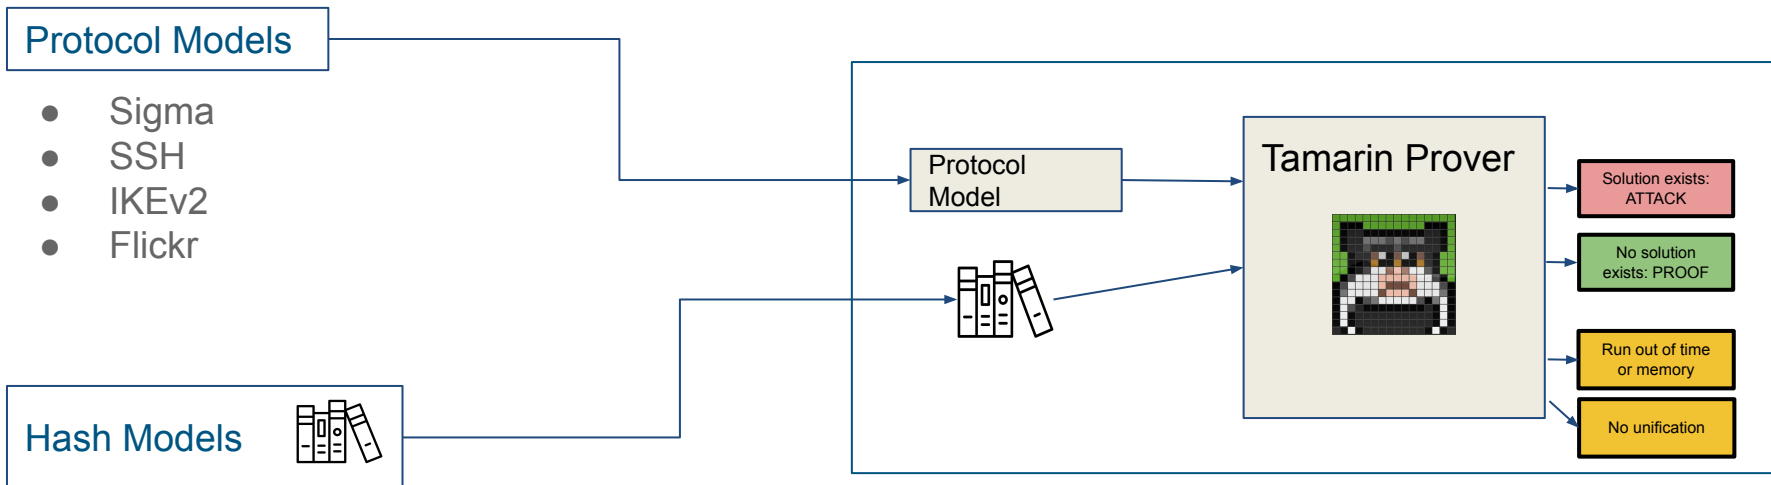 Protocol Models
● Sigma
● SSH
● IKEv2
● Flickr
Hash Models
Protocol
Model
Tamarin Prover
Solution exists:
ATTACK
No solution
exists: PROOF
Run out of time
or memory
No unification